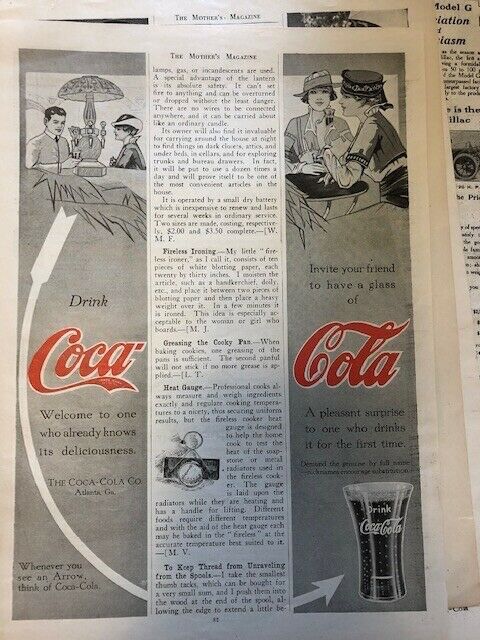 THE MOTHER'S MAGAZINE
THE MOTHER'S MAGAZINE
lamps, gas, or incandescents are used.
A special advantage of the lantern
is its absolute safety. It can't set
fire to anything and can be overturned
or dropped without the least danger.
There are no wires to be connected
anywhere, and it can be carried about
like an ordinary candle.
Its owner will also find it invaluable
for carrying around the house at night
to find things in dark closets, attics, and
under beds, in cellars, and for exploring
trunks and bureau drawers. In fact,
it will be put to use a dozen times a
day and will prove itself to be one of
the most convenient articles in the
house.
It is operated by a small dry battery
which is inexpensive to renew and lasts
for several weeks in ordinary service.
Two sizes are made, costing, respective-
ly, $2.00 and $3.50 complete.—[W.
M. F.
Fireless Ironing.—My little "fire-
less ironer," as I call it, consists of ten
pieces of white blotting paper, each
twenty by thirty inches. I moisten the
article, such as a handkerchief, doily,
etc., and place it between two pieces of
blotting paper and then place a heavy
weight over it. In a few minutes it
is ironed. This idea is especially ac-
ceptable to the woman or girl who
boards.—[M. J.
Greasing the Cooky Pan.—When
baking cookies, one greasing of the
pans is sufficient. The second panful
will not stick if no more grease is ap-
plied.—[L. T.
Heat Gauge.—Professional cooks al-
ways measure and weigh ingredients
exactly and regulate cooking tempera-
tures to a nicety, thus securing uniform
results, but the fireless cooker heat
gauge is designed
to help the home
cook to test the
heat of the soap-
stone or metal
radiators used in
the fireless cook-
er. The gauge
is laid upon the
radiators while they are heating and
has a handle for lifting. Different
foods require different temperatures
and with the aid of the heat gauge each
may be baked in the "fireless" at the
accurate temperature best suited to it.
—[M. V.
To Keep Thread from Unraveling
from the Spools.—I take the smallest
thumb tacks, which can be bought for
a very small sum, and I push them into
the wood at the end of the spool, al-
lowing the edge to extend a little be-
Drink
Coca-
Welcome to one
who already knows
its deliciousness.
THE COCA-COLA CO.
Atlanta, Ga.
Whenever you
see an Arrow,
think of Coca-Cola.
Invite your friend
to have a glass
of
Cola
A pleasant surprise
to one who drinks
it for the first time.
Demand the genuine by full name
nicknames encourage substitution.
Drink
Coca-Cola
Model G
iasm
is the
illac